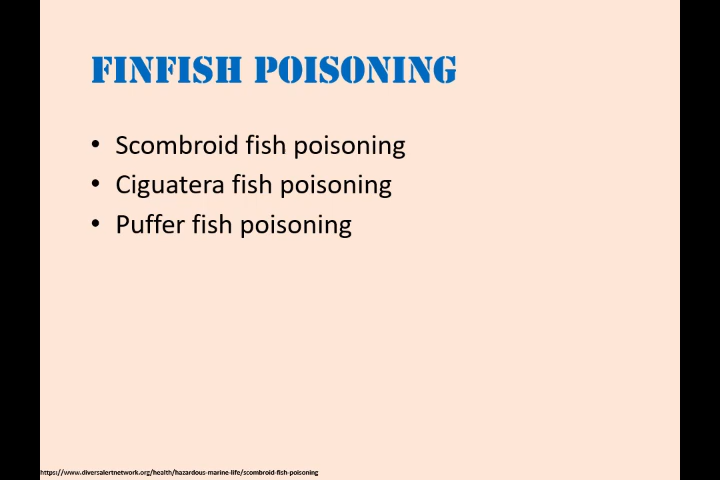 FINFISH POISONING
• Scombroid fish poisoning
• Ciguatera fish poisoning
• Puffer fish poisoning
https://www.diversalertnetwork.org/health/hazardous-marine-life/scombroid-fish-poisoning